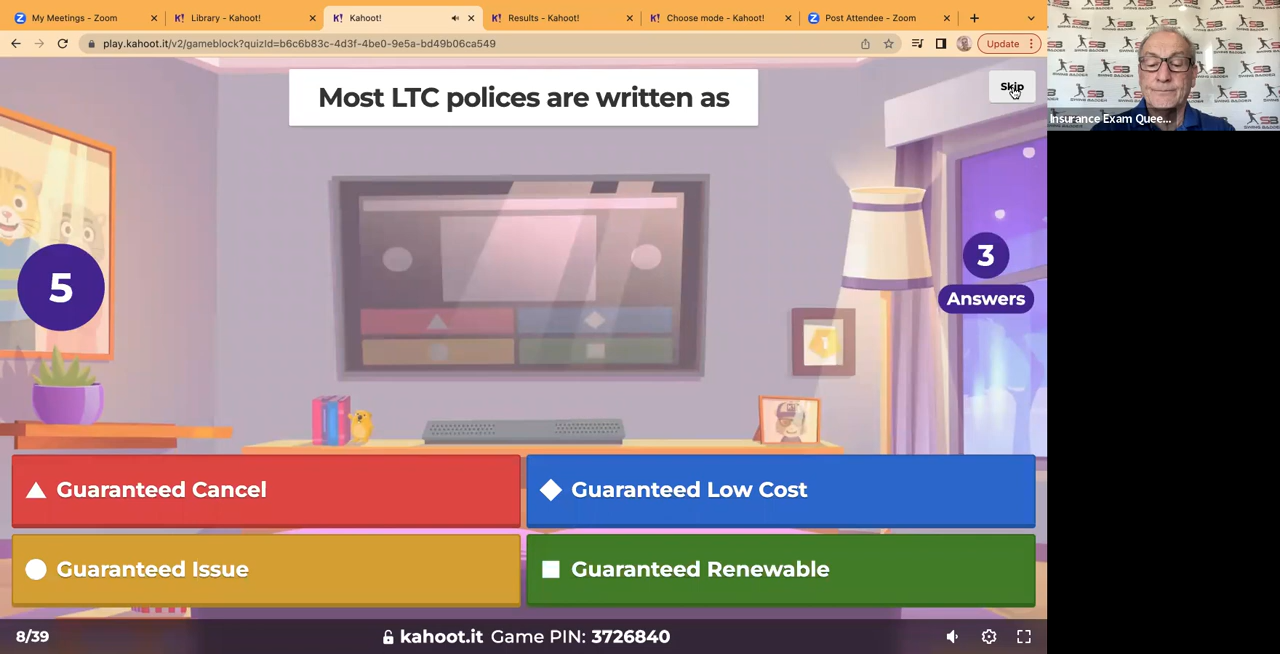 My Meetings - Zoom
Library - Kahoot!
Kahoot!
Results - Kahoot!
Choose mode - Kahoot!
Post Attendee - Zoom
play.kahoot.it/v2/gameblock?quizId=b6c6b83c-4d3f-4be0-9e5a-bd49b06ca549
Update
Most LTC polices are written as
Skip
Insurance Exam Quee...
5
3
Answers
Guaranteed Cancel
Guaranteed Low Cost
Guaranteed Issue
Guaranteed Renewable
8/39
kahoot.it Game PIN: 3726840